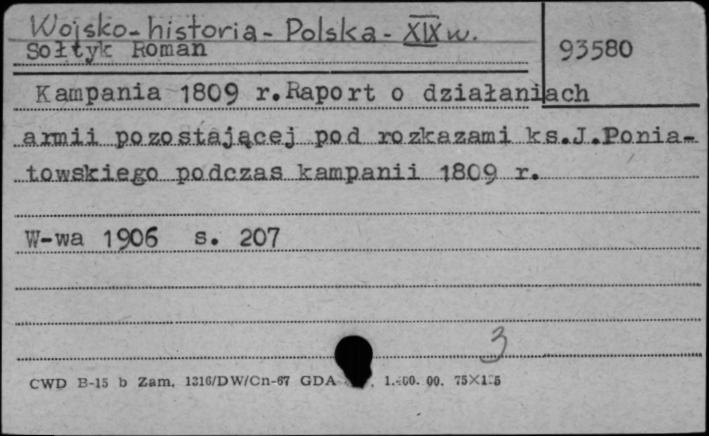 Wojsko - historia - Polska - XIX w.
Sołtyk Roman
93580
Kampania 1809 r.Raport o działaniach
armii pozostającej pod rozkazami ks.J.Ponia-
towskiego podczas kampanii 1809 r.
W-wa 1906 s. 207
3
CWD B-15 b Zam. 1316/DW/Cn-67 GDA